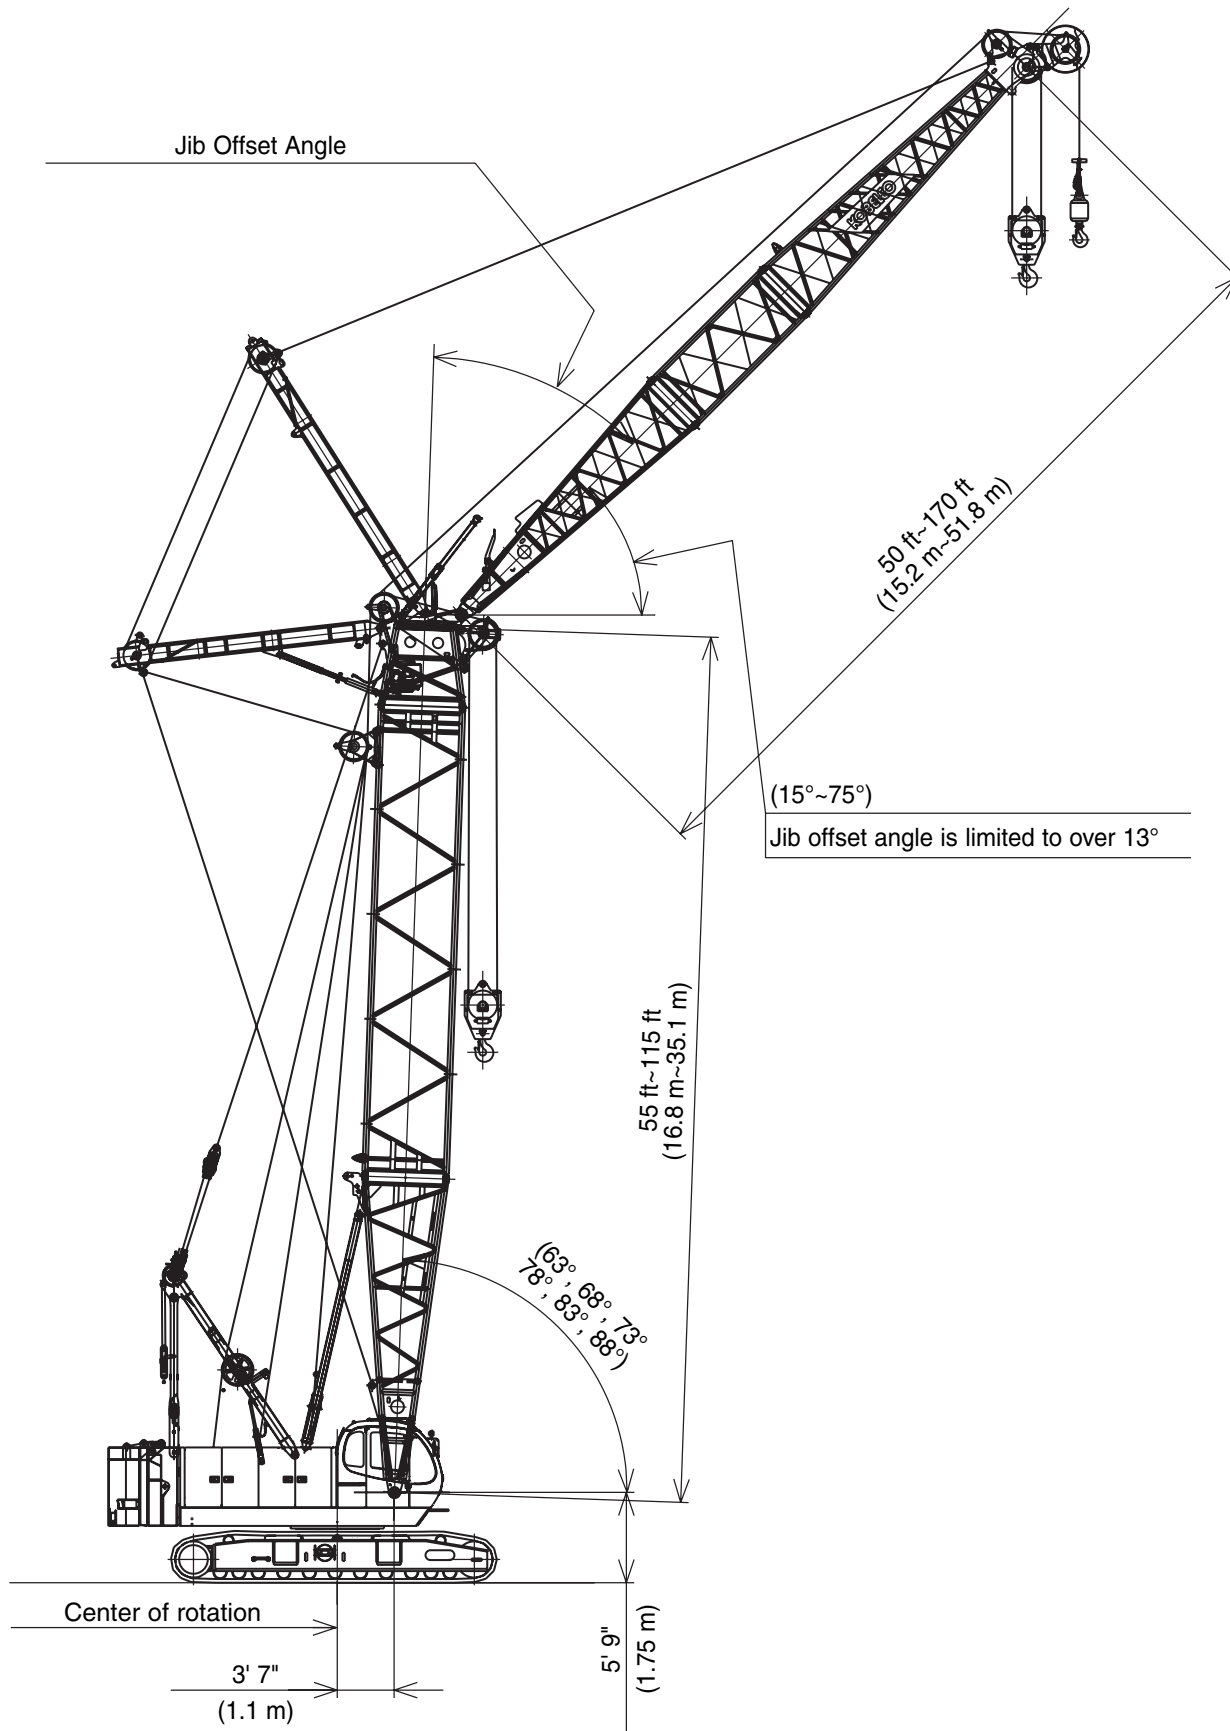 Jib Offset Angle
KOBELCO
50 ft~170 ft
(15.2 m~51.8 m)
(15°~75°)
Jib offset angle is limited to over 13°
55 ft~115 ft
(16.8 m~35.1 m)
(63°, 68°, 73°
78°, 83°, 88°)
Center of rotation
3' 7"
(1.1 m)
5' 9"
(1.75 m)